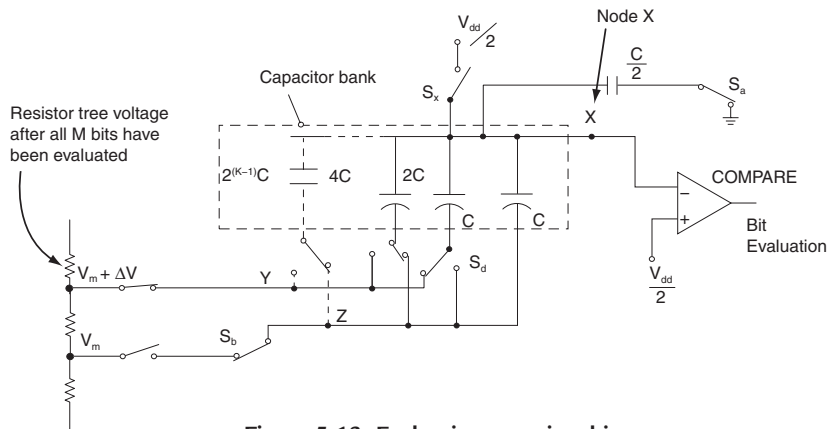 Node X
V_dd/2
C/2
Capacitor bank
S_x
S_a
Resistor tree voltage
after all M bits have
been evaluated
X
2^(K–1)C
4C
2C
COMPARE
–
C
C
+
Bit
Evaluation
S_d
V_m + ΔV
Y
V_dd/2
Z
V_m
S_b